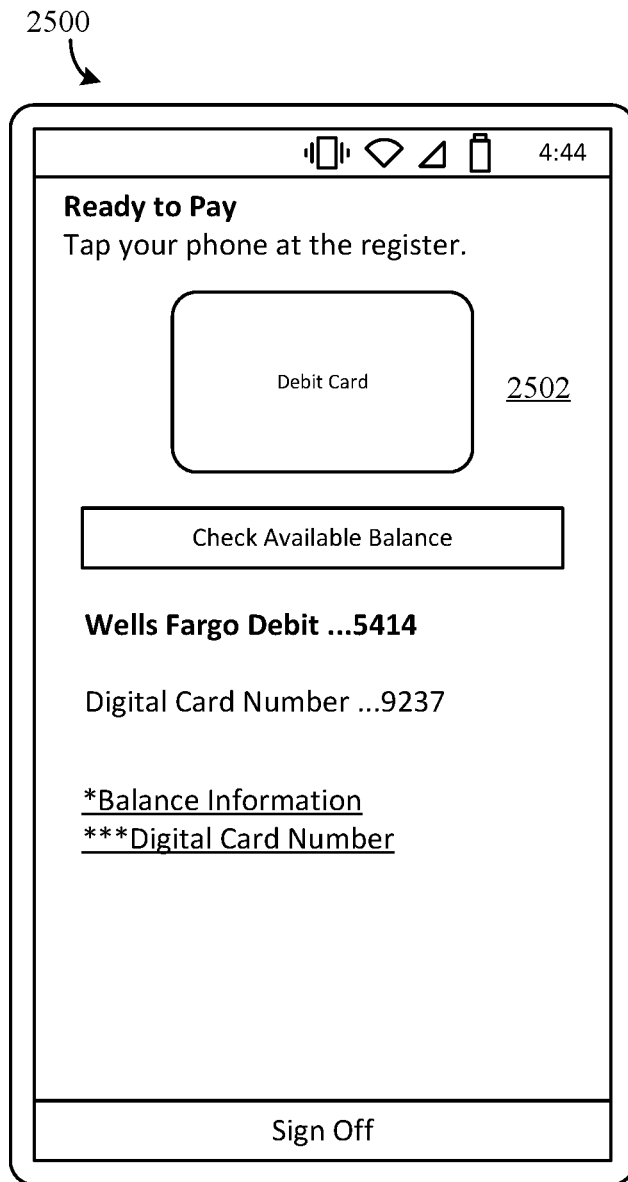 2500
4:44
Ready to Pay
Tap your phone at the register.
Debit Card
2502
Check Available Balance
Wells Fargo Debit ...5414
Digital Card Number ...9237
*Balance Information
***Digital Card Number
Sign Off